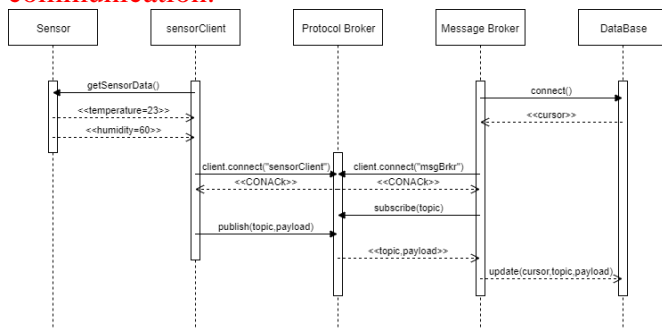 communication.
Sensor
sensorClient
Protocol Broker
Message Broker
DataBase
getSensorData()
connect()
<<temperature=23>>
<<cursor>>
<<humidity=60>>
client.connect("sensorClient")
client.connect("msgBrkr")
<<CONACk>>
<<CONACk>>
subscribe(topic)
publish(topic,payload)
<<topic,payload>>
update(cursor,topic,payload)